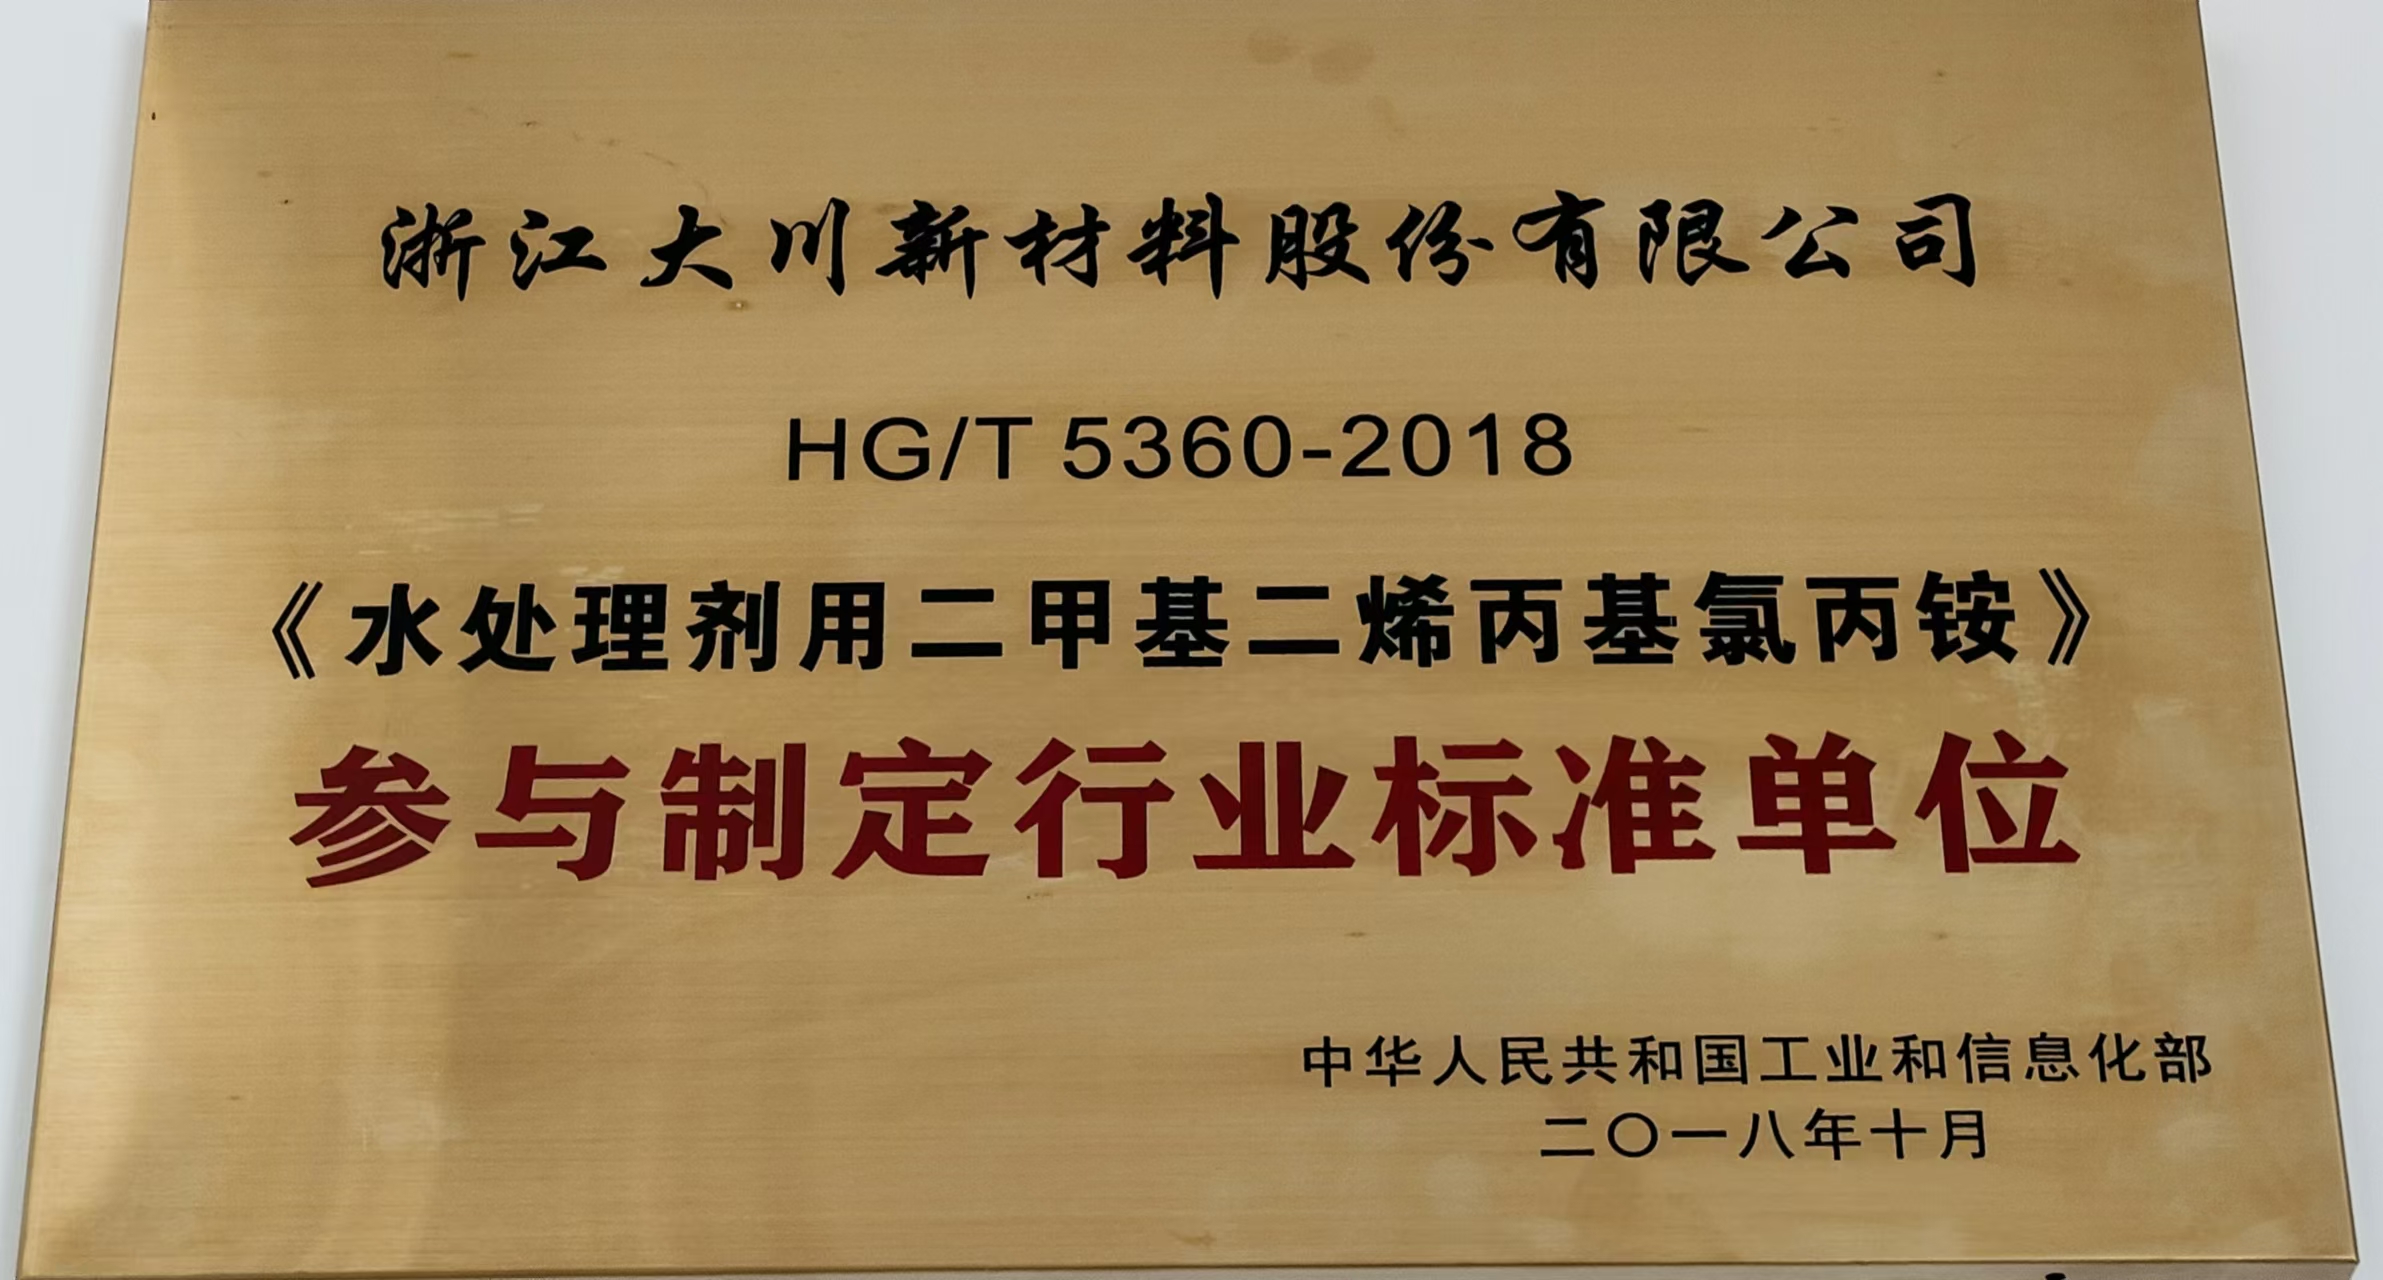 浙江大川新材料股份有限公司
HG/T 5360-2018
《水处理剂用二甲基二烯丙基氯丙铵》
参与制定行业标准单位
中华人民共和国工业和信息化部
二〇一八年十月